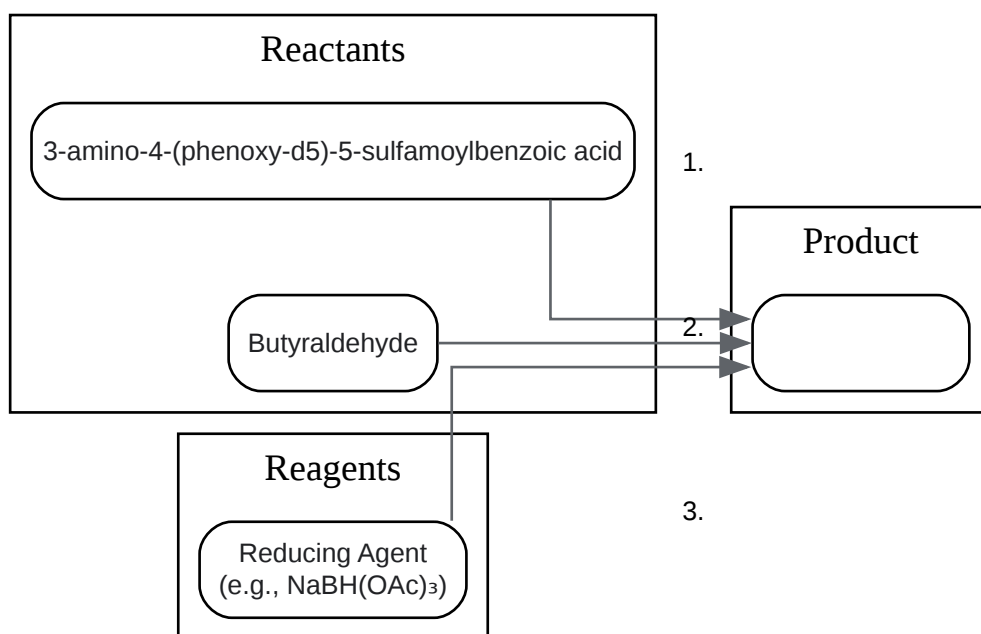 Reactants
3-amino-4-(phenoxy-d5)-5-sulfamoylbenzoic acid
1.
Product
Butyraldehyde
2.
Reagents
Reducing Agent
(e.g., NaBH(OAc)₃)
3.